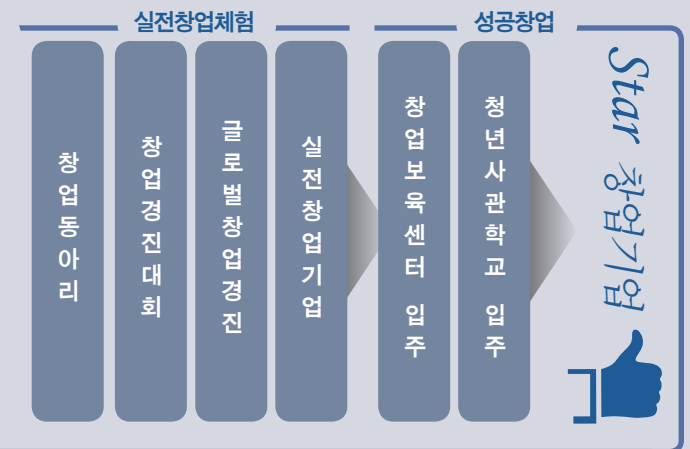 실전창업체험
성공창업
창업동아리
창업경진대회
글로벌창업경진
실전창업기업
창업보육센터 입주
청년사관학교 입주
Star 창업기업